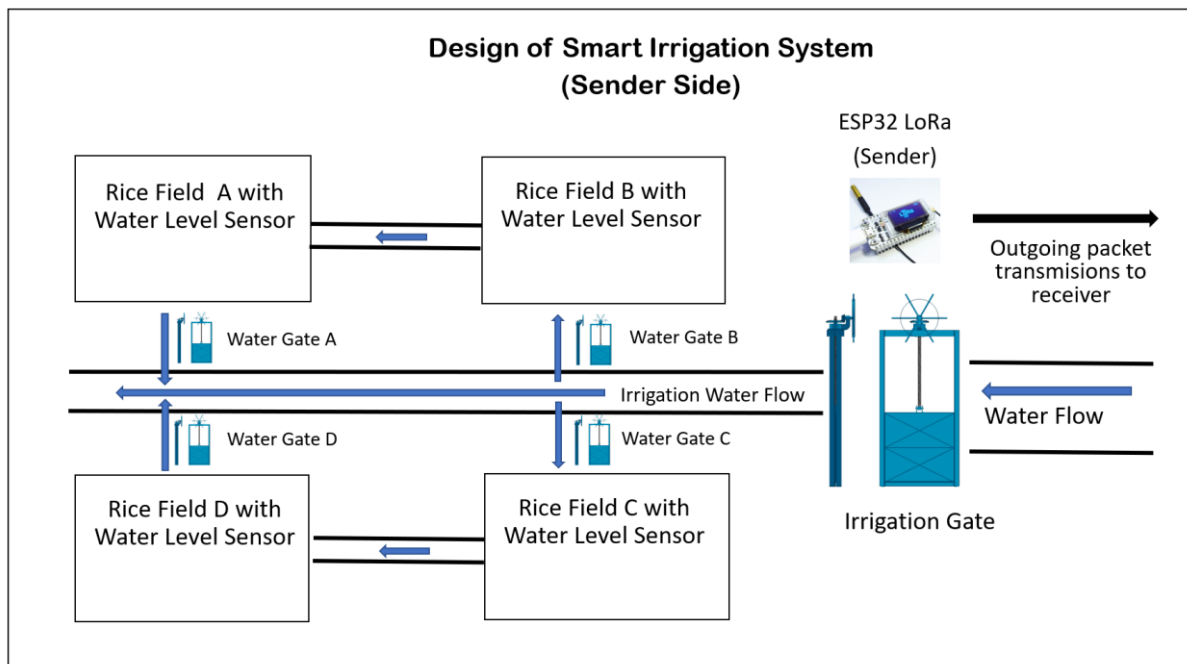 Design of Smart Irrigation System
(Sender Side)
ESP32 LoRa
(Sender)
Rice Field A with
Water Level Sensor
Rice Field B with
Water Level Sensor
Outgoing packet
transmisions to
receiver
Water Gate A
Water Gate B
Irrigation Water Flow
Water Flow
Water Gate D
Water Gate C
Rice Field D with
Water Level Sensor
Rice Field C with
Water Level Sensor
Irrigation Gate